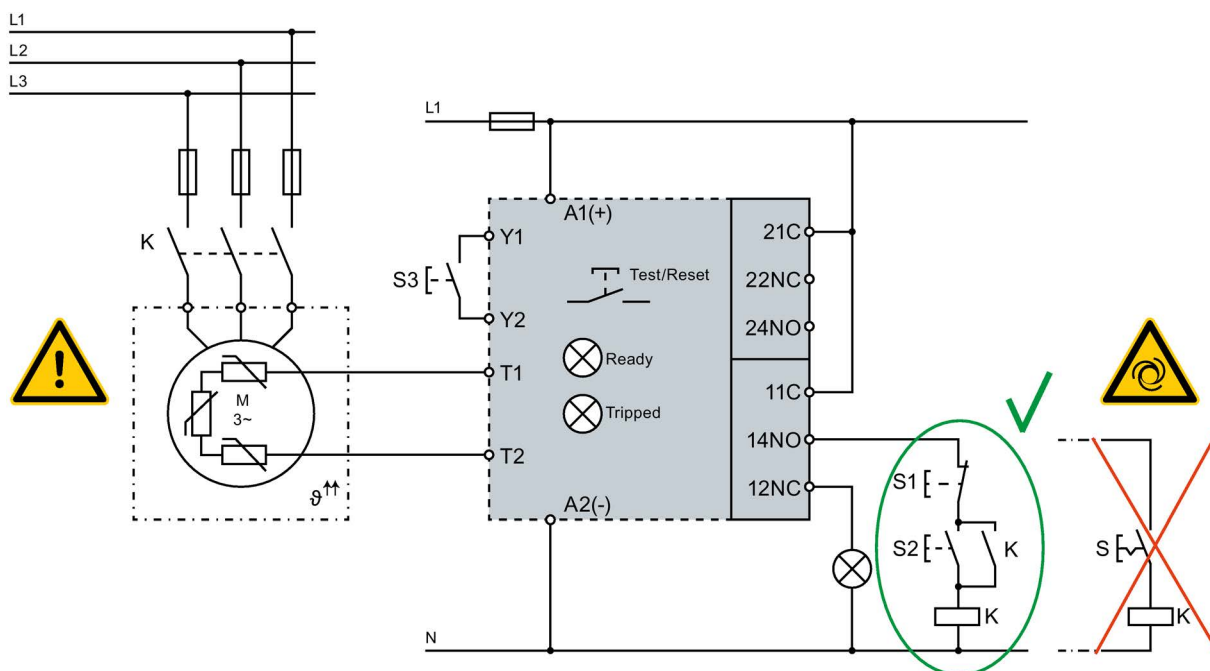 L1
L2
L3
L1
A1(+)
K
Y1
21C
S3
Test/Reset
22NC
Y2
24NO
Ready
T1
11C
M
3~
Tripped
14NO
T2
12NC
S1
ϑ
A2(-)
S2
K
S
K
K
N